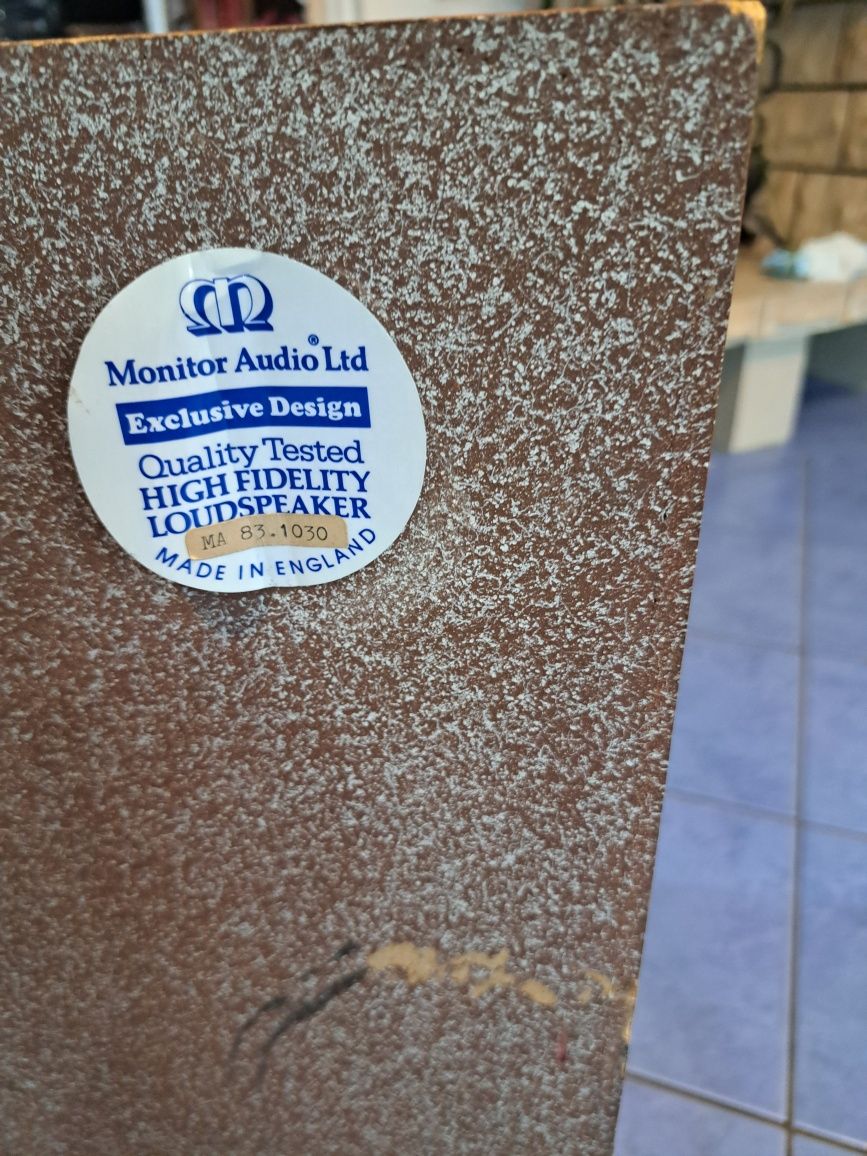 Monitor Audio® Ltd
Exclusive Design
Quality Tested
HIGH FIDELITY
LOUDSPEAKER
MA 83.1030
MADE IN ENGLAND